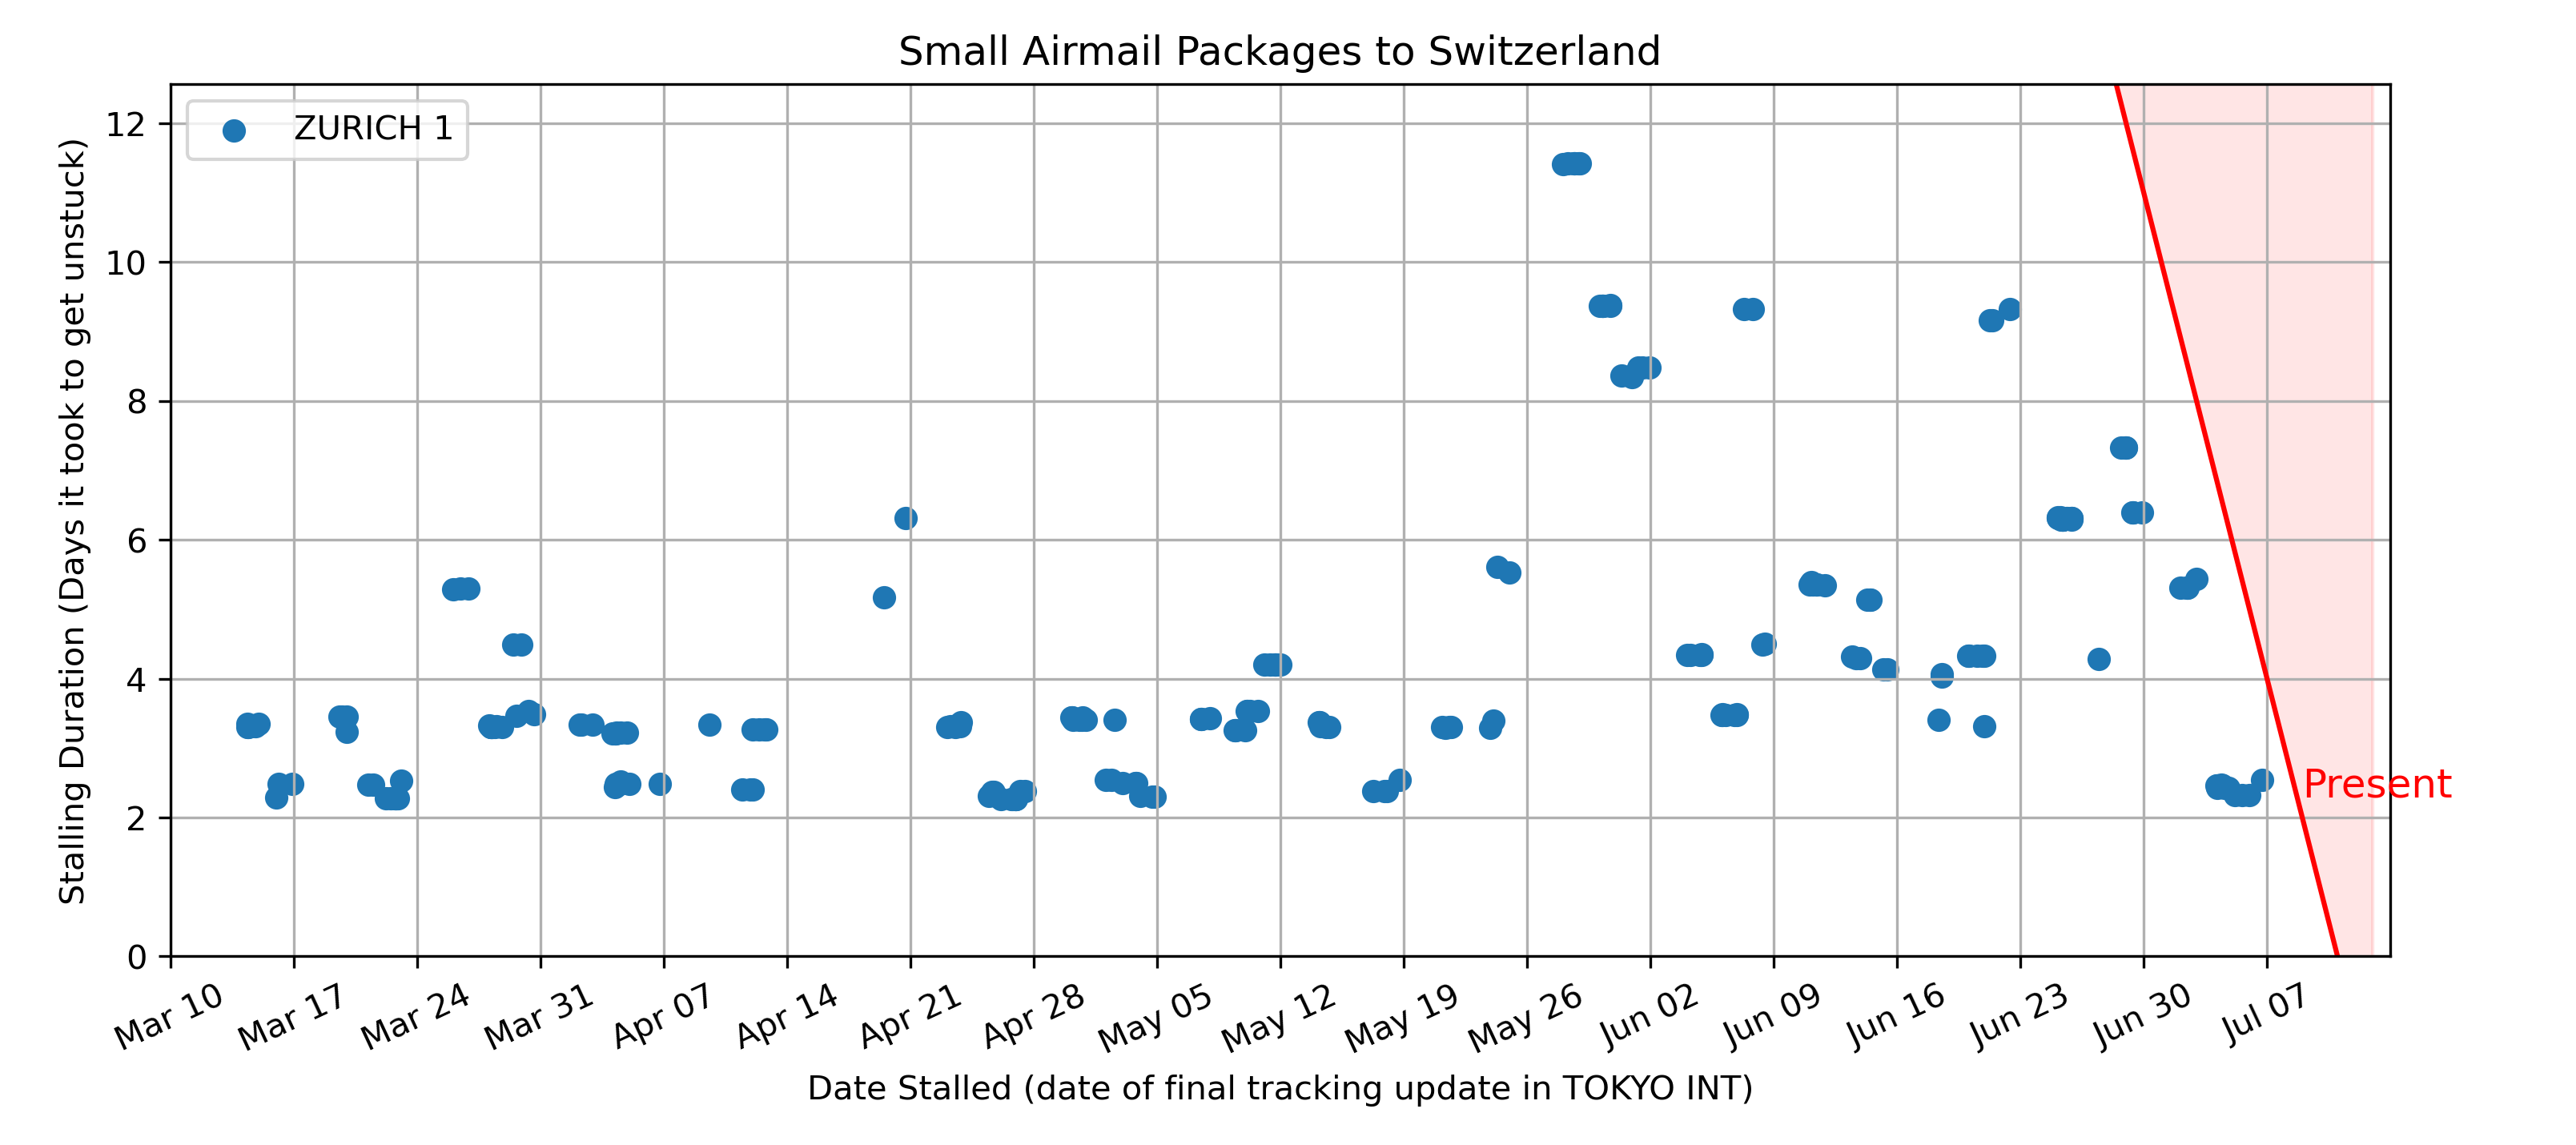 Small Airmail Packages to Switzerland
ZURICH 1
Stalling Duration (Days it took to get unstuck)
12
10
8
6
4
2
0
Present
Mar 10
Mar 17
Mar 24
Mar 31
Apr 07
Apr 14
Apr 21
Apr 28
May 05
May 12
May 19
May 26
Jun 02
Jun 09
Jun 16
Jun 23
Jun 30
Jul 07
Date Stalled (date of final tracking update in TOKYO INT)